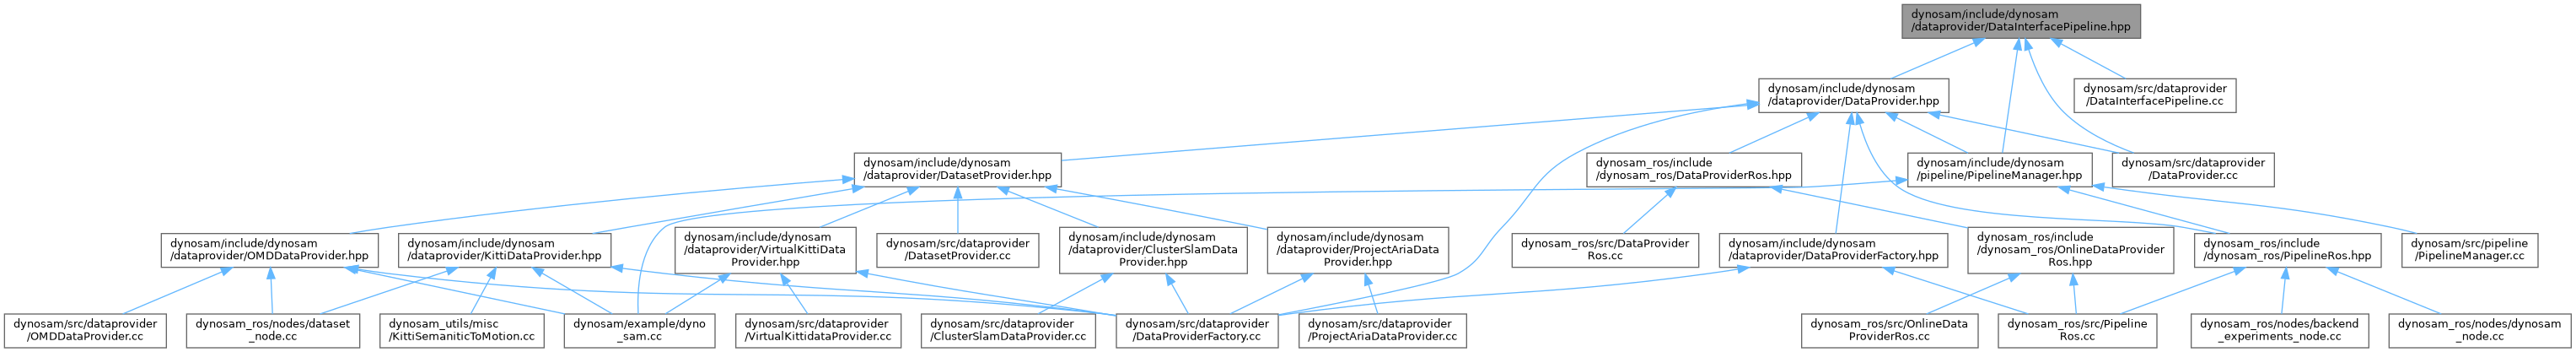 dynosam/include/dynosam
/dataprovider/DataInterfacePipeline.hpp
dynosam/include/dynosam
/dataprovider/DataProvider.hpp
dynosam/src/dataprovider
/DataInterfacePipeline.cc
dynosam/include/dynosam
/dataprovider/DatasetProvider.hpp
dynosam_ros/include
/dynosam_ros/DataProviderRos.hpp
dynosam/include/dynosam
/pipeline/PipelineManager.hpp
dynosam/src/dataprovider
/DataProvider.cc
dynosam/include/dynosam
/dataprovider/OMDDataProvider.hpp
dynosam/include/dynosam
/dataprovider/KittiDataProvider.hpp
dynosam/include/dynosam
/dataprovider/VirtualKittiData
Provider.hpp
dynosam/src/dataprovider
/DatasetProvider.cc
dynosam/include/dynosam
/dataprovider/ClusterSlamData
Provider.hpp
dynosam/include/dynosam
/dataprovider/ProjectAriaData
Provider.hpp
dynosam_ros/src/DataProvider
Ros.cc
dynosam/include/dynosam
/dataprovider/DataProviderFactory.hpp
dynosam_ros/include
/dynosam_ros/OnlineDataProvider
Ros.hpp
dynosam_ros/include
/dynosam_ros/PipelineRos.hpp
dynosam/src/pipeline
/PipelineManager.cc
dynosam/src/dataprovider
/OMDDataProvider.cc
dynosam_ros/nodes/dataset
_node.cc
dynosam_utils/misc
/KittiSemaniticToMotion.cc
dynosam/example/dyno
_sam.cc
dynosam/src/dataprovider
/VirtualKittidataProvider.cc
dynosam/src/dataprovider
/ClusterSlamDataProvider.cc
dynosam/src/dataprovider
/DataProviderFactory.cc
dynosam/src/dataprovider
/ProjectAriaDataProvider.cc
dynosam_ros/src/OnlineData
ProviderRos.cc
dynosam_ros/src/Pipeline
Ros.cc
dynosam_ros/nodes/backend
_experiments_node.cc
dynosam_ros/nodes/dynosam
_node.cc